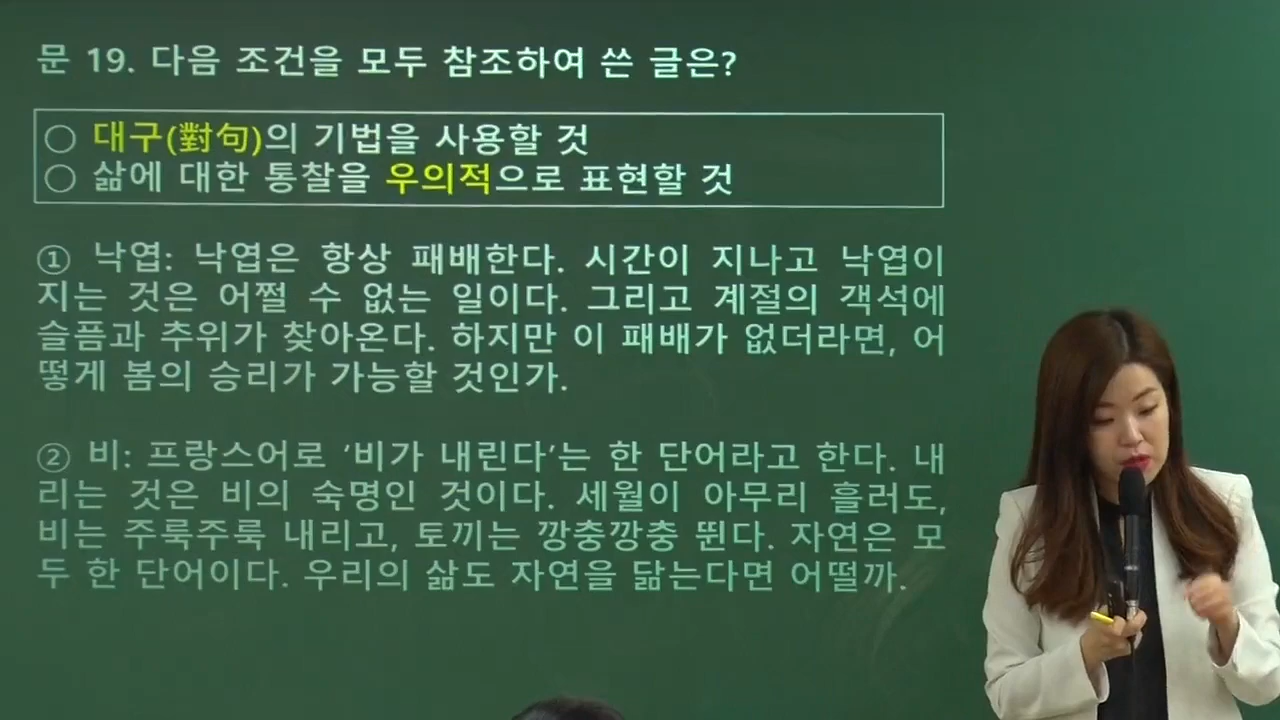 문 19. 다음 조건을 모두 참조하여 쓴 글은?
○ 대구(對句)의 기법을 사용할 것
○ 삶에 대한 통찰을 우의적으로 표현할 것
① 낙엽: 낙엽은 항상 패배한다. 시간이 지나고 낙엽이
지는 것은 어쩔 수 없는 일이다. 그리고 계절의 객석에
슬픔과 추위가 찾아온다. 하지만 이 패배가 없더라면, 어
떻게 봄의 승리가 가능할 것인가.
② 비: 프랑스어로 ‘비가 내린다’는 한 단어라고 한다. 내
리는 것은 비의 숙명인 것이다. 세월이 아무리 흘러도,
비는 주룩주룩 내리고, 토끼는 깡충깡충 뛴다. 자연은 모
두 한 단어이다. 우리의 삶도 자연을 닮는다면 어떨까.